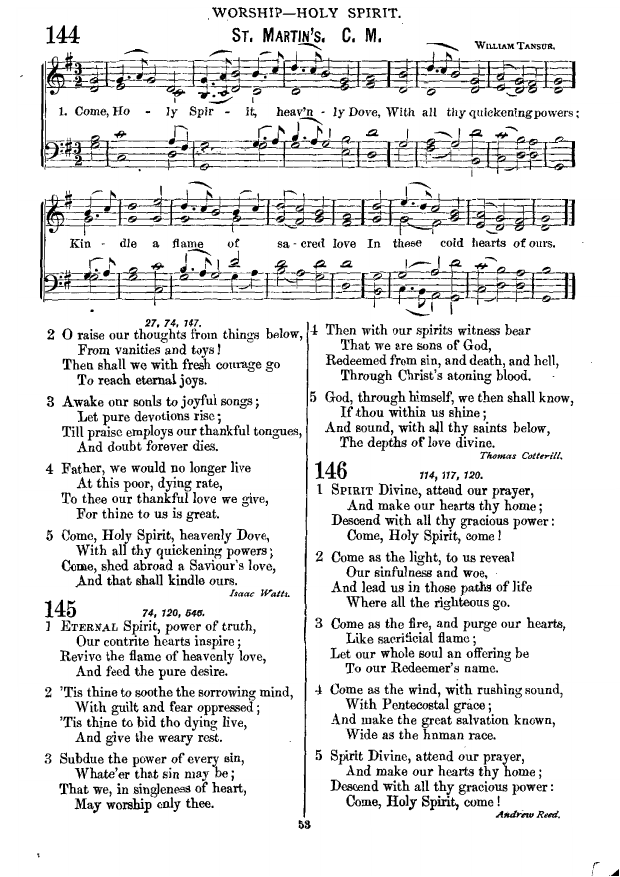 WORSHIP—HOLY SPIRIT.
144
ST. MARTIN'S. C. M.
WILLIAM TANSUR.
1. Come, Ho - ly Spir - it, heav'n - ly Dove, With all thy quickening powers;
Kin - dle a flame of sa - cred love In these cold hearts of ours.
27, 74, 147.
2 O raise our thoughts from things below,
From vanities and toys!
Then shall we with fresh courage go
To reach eternal joys.
3 Awake our souls to joyful songs;
Let pure devotions rise;
Till praise employs our thankful tongues,
And doubt forever dies.
4 Father, we would no longer live
At this poor, dying rate,
To thee our thankful love we give,
For thine to us is great.
5 Come, Holy Spirit, heavenly Dove,
With all thy quickening powers;
Come, shed abroad a Saviour's love,
And that shall kindle ours.
Isaac Watts.
145
74, 120, 545.
1 ETERNAL Spirit, power of truth,
Our contrite hearts inspire;
Revive the flame of heavenly love,
And feed the pure desire.
2 'Tis thine to soothe the sorrowing mind,
With guilt and fear oppressed;
'Tis thine to bid tho dying live,
And give the weary rest.
3 Subdue the power of every sin,
Whate'er that sin may be;
That we, in singleness of heart,
May worship only thee.
4 Then with our spirits witness bear
That we are sons of God,
Redeemed from sin, and death, and hell,
Through Christ's atoning blood.
5 God, through himself, we then shall know,
If thou within us shine;
And sound, with all thy saints below,
The depths of love divine.
Thomas Cotterill.
146
114, 117, 120.
1 SPIRIT Divine, attend our prayer,
And make our hearts thy home;
Descend with all thy gracious power:
Come, Holy Spirit, come!
2 Come as the light, to us reveal
Our sinfulness and woe,
And lead us in those paths of life
Where all the righteous go.
3 Come as the fire, and purge our hearts,
Like sacrificial flame;
Let our whole soul an offering be
To our Redeemer's name.
4 Come as the wind, with rushing sound,
With Pentecostal grace;
And make the great salvation known,
Wide as the human race.
5 Spirit Divine, attend our prayer,
And make our hearts thy home;
Descend with all thy gracious power:
Come, Holy Spirit, come!
Andrew Reed.
53